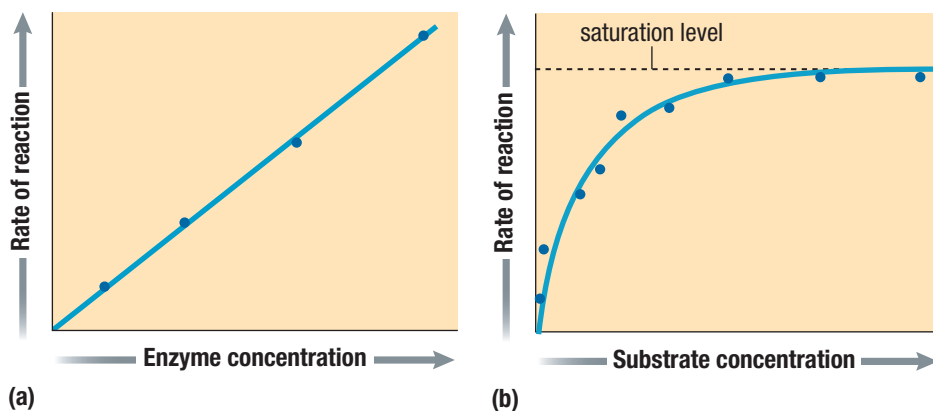 Rate of reaction
Enzyme concentration
(a)
saturation level
Rate of reaction
Substrate concentration
(b)